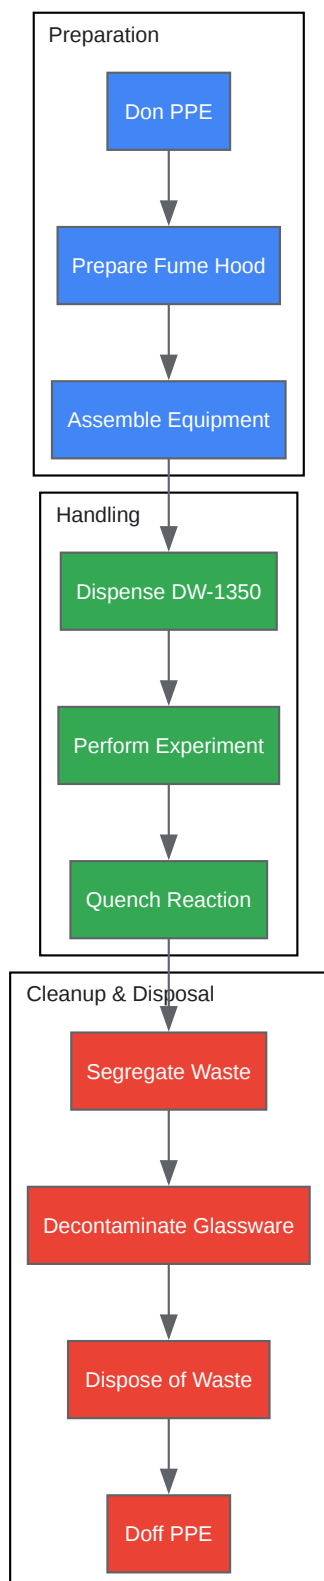 Preparation
Don PPE
Prepare Fume Hood
Assemble Equipment
Handling
Dispense DW-1350
Perform Experiment
Quench Reaction
Cleanup & Disposal
Segregate Waste
Decontaminate Glassware
Dispose of Waste
Doff PPE